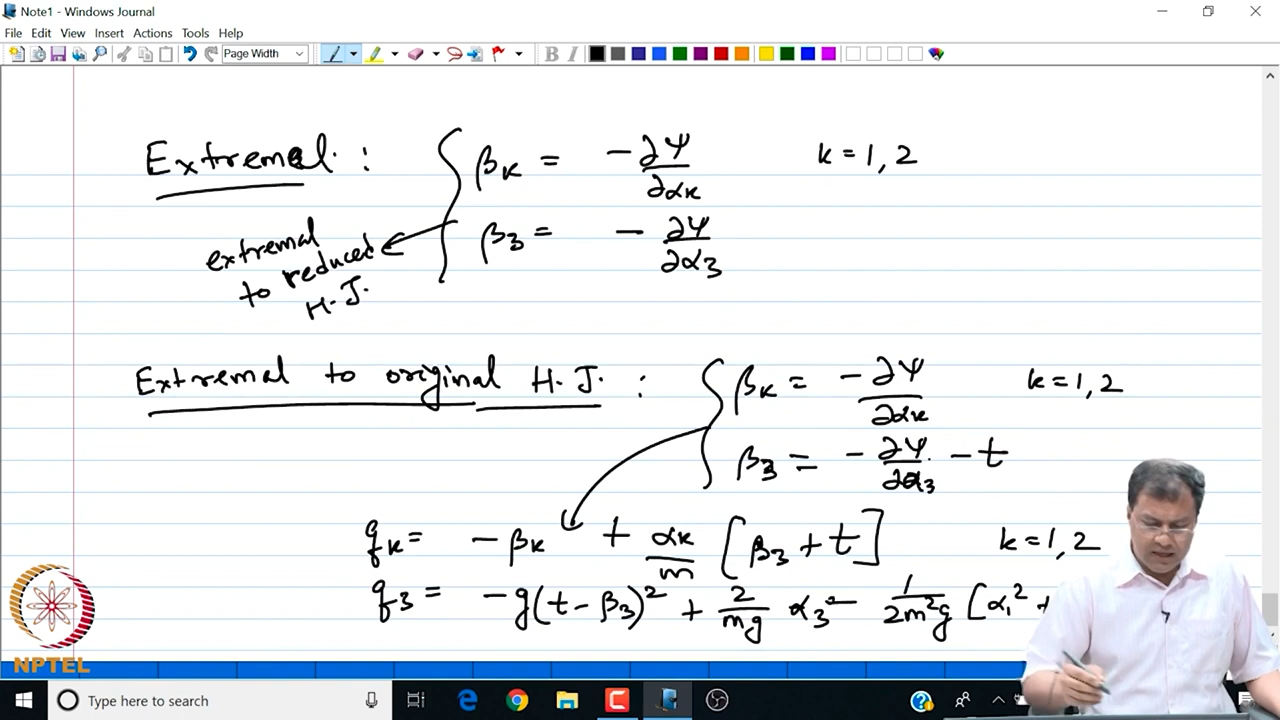 Note1 - Windows Journal
File Edit View Insert Actions Tools Help
Page Width
Extremal : βk = -∂Ψ/∂αk k = 1, 2
β3 = - ∂Ψ/∂α3
extremal
to reduced
H.J.
Extremal to original H.J. : βk = -∂Ψ/∂αk k = 1, 2
β3 = -∂Ψ/∂α3 - t
qk = - βk + αk/m [β3 + t] k = 1, 2
q3 = - g(t - β3)² + 2/mg α3 - 1/2m²g [α1² +
NPTEL
Type here to search